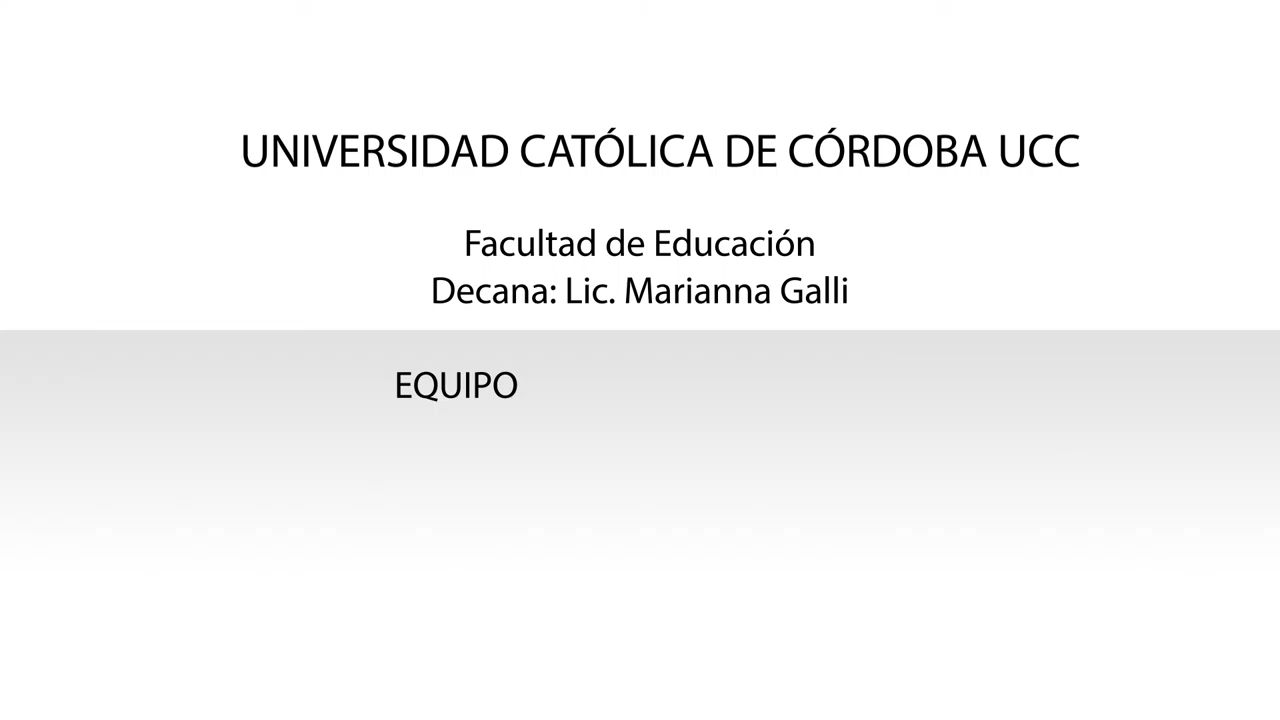 UNIVERSIDAD CATÓLICA DE CÓRDOBA UCC
Facultad de Educación
Decana: Lic. Marianna Galli
EQUIPO